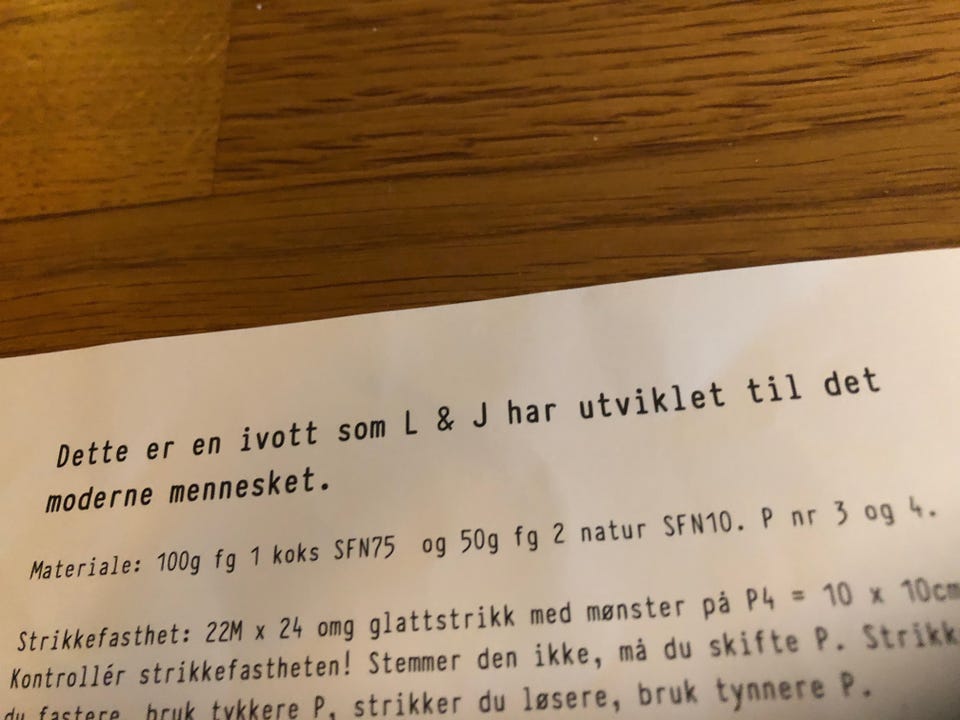 Dette er en ivott som L & J har utviklet til det
moderne mennesket.
Materiale: 100g fg 1 koks SFN75 og 50g fg 2 natur SFN10. P nr 3 og 4.
Strikkefasthet: 22M x 24 omg glattstrikk med mønster på P4 = 10 x 10cm
Kontrollér strikkefastheten! Stemmer den ikke, må du skifte P. Strikk
du fastere, bruk tykkere P, strikker du løsere, bruk tynnere P.